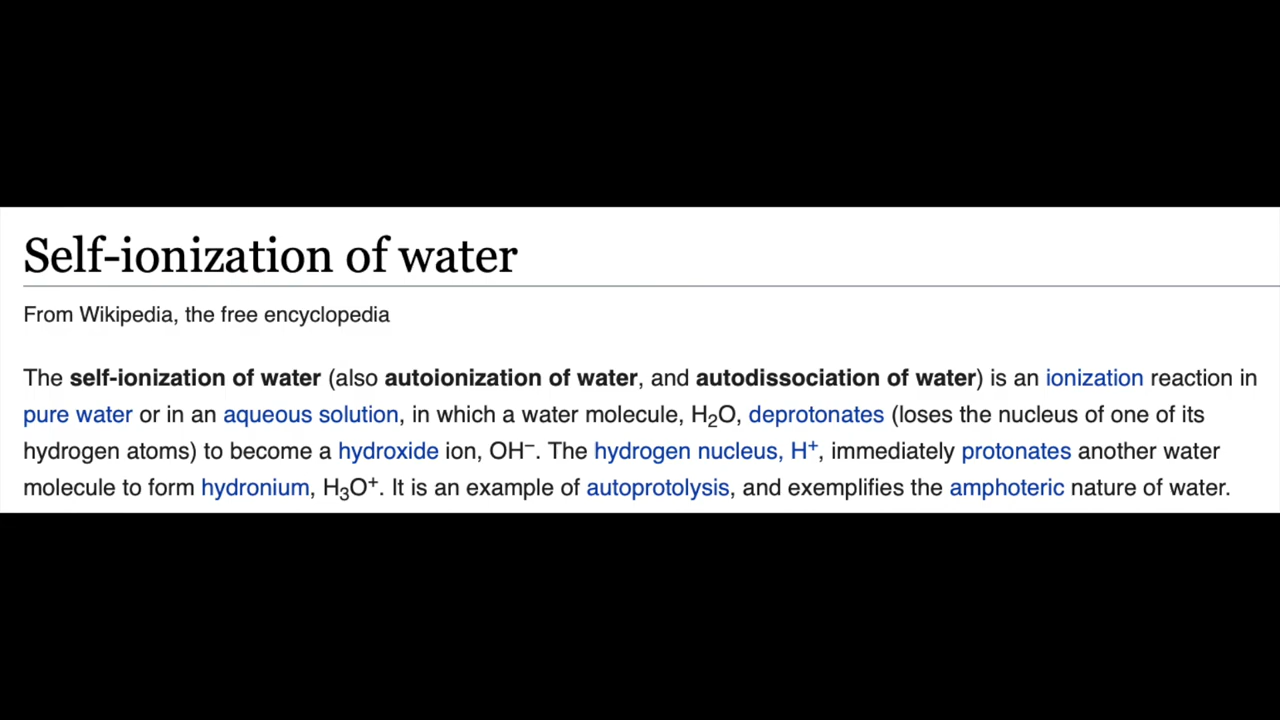 Self-ionization of water
From Wikipedia, the free encyclopedia
The self-ionization of water (also autoionization of water, and autodissociation of water) is an ionization reaction in
pure water or in an aqueous solution, in which a water molecule, H₂O, deprotonates (loses the nucleus of one of its
hydrogen atoms) to become a hydroxide ion, OH⁻. The hydrogen nucleus, H⁺, immediately protonates another water
molecule to form hydronium, H₃O⁺. It is an example of autoprotolysis, and exemplifies the amphoteric nature of water.